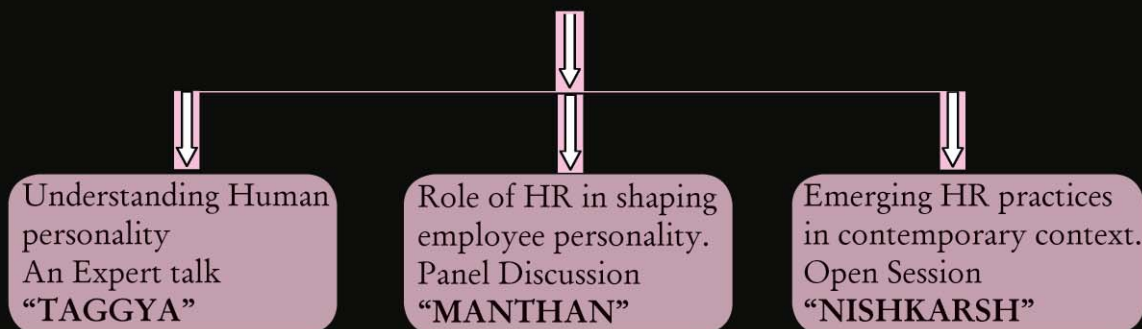 Understanding Human
personality
An Expert talk
“TAGGYA”
Role of HR in shaping
employee personality.
Panel Discussion
“MANTHAN”
Emerging HR practices
in contemporary context.
Open Session
“NISHKARSH”